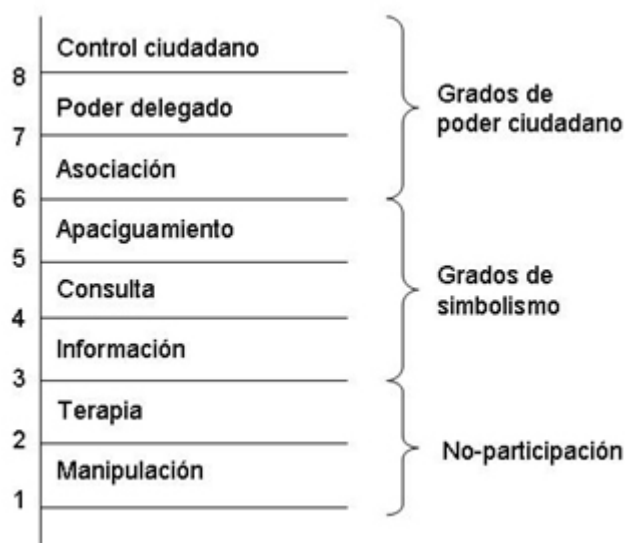 Control ciudadano
8
Poder delegado
7
Asociación
6
Grados de
poder ciudadano
Apaciguamiento
5
Consulta
4
Información
3
Grados de
simbolismo
Terapia
2
Manipulación
1
No-participación